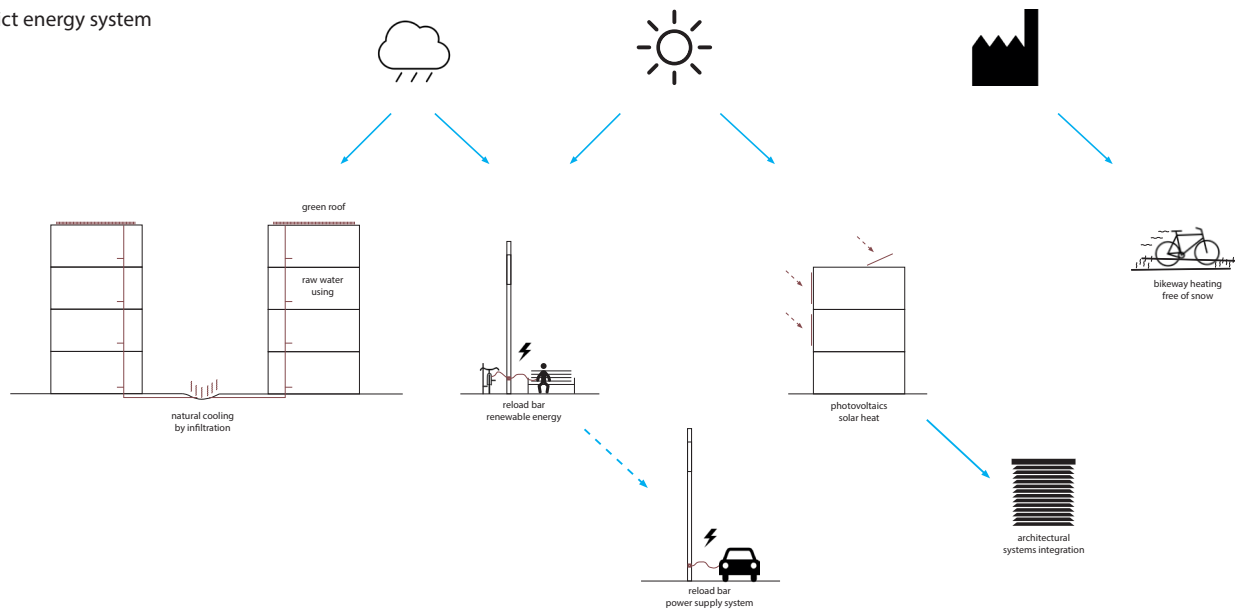 energy system
green roof
raw water
using
natural cooling
by infiltration
reload bar
renewable energy
photovoltaics
solar heat
bikeway heating
free of snow
architectural
systems integration
reload bar
power supply system